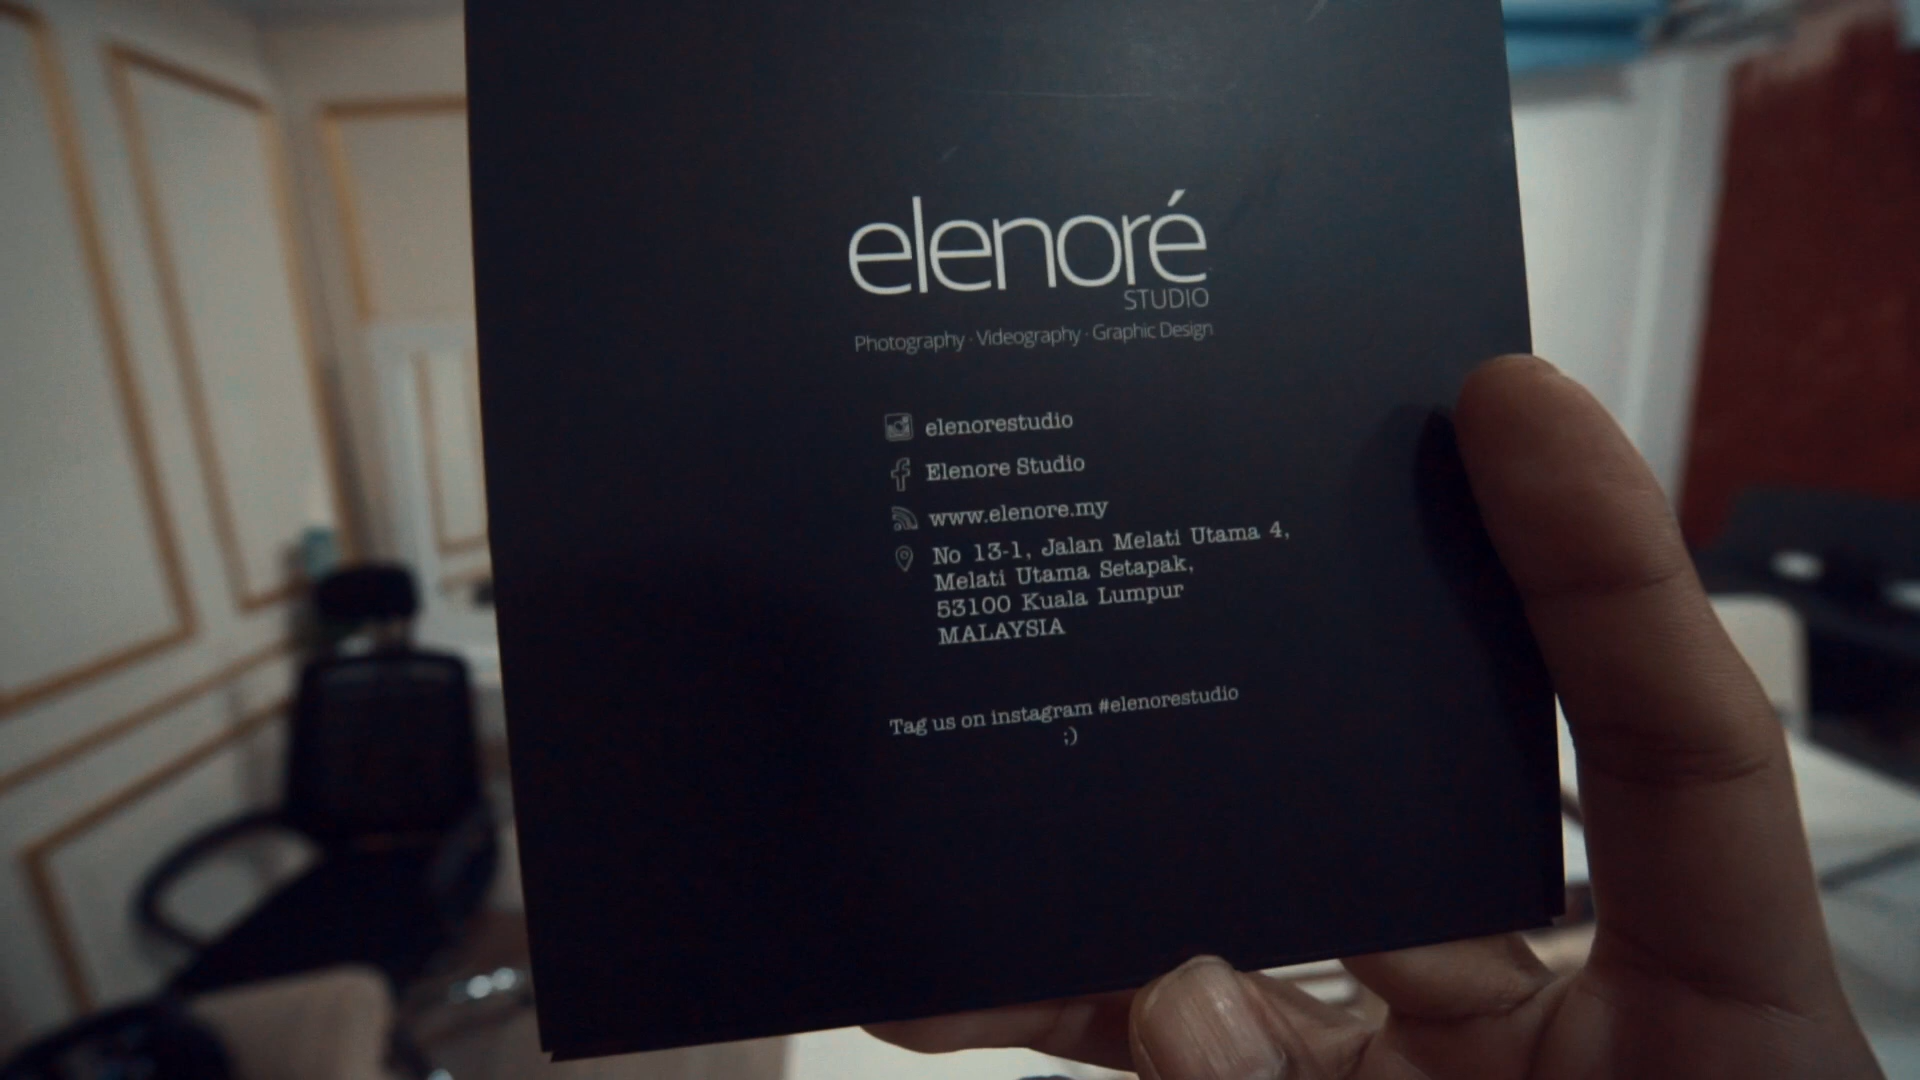 elenoré
STUDIO
Photography · Videography · Graphic Design
elenorestudio
Elenore Studio
www.elenore.my
No 13-1, Jalan Melati Utama 4,
Melati Utama Setapak,
53100 Kuala Lumpur
MALAYSIA
Tag us on instagram #elenorestudio
;)